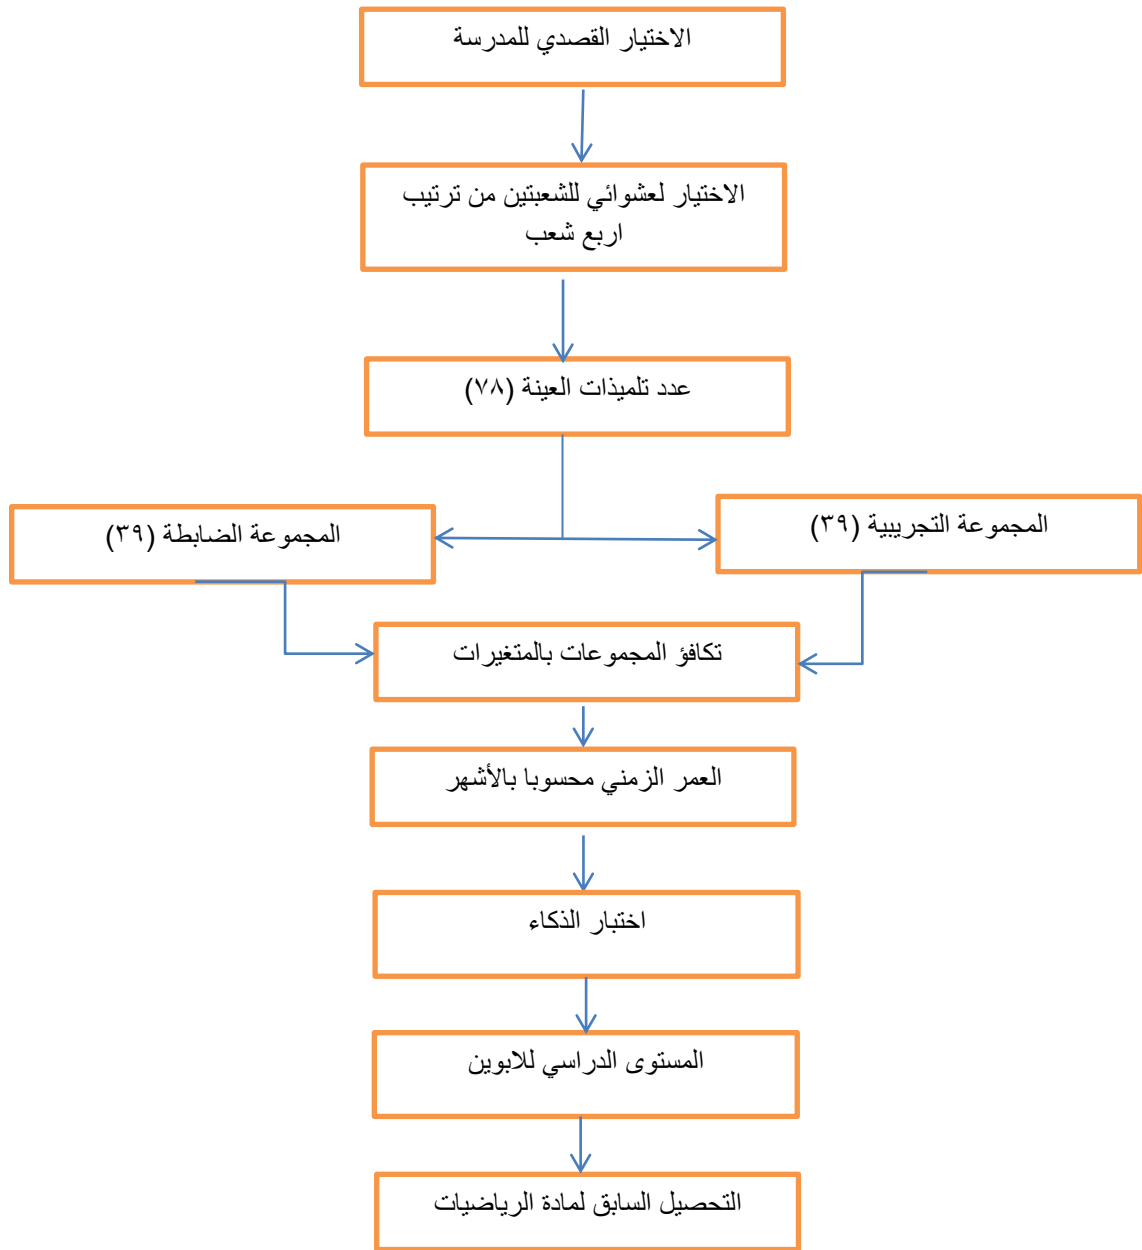 الاختيار القصدي للمدرسة
الاختيار لعشوائي للشعبتين من ترتيب
اربع شعب
عدد تلميذات العينة (٧٨)
المجموعة التجريبية (٣٩)
المجموعة الضابطة (٣٩)
تكافؤ المجموعات بالمتغيرات
العمر الزمني محسوبا بالأشهر
اختبار الذكاء
المستوى الدراسي للابوين
التحصيل السابق لمادة الرياضيات